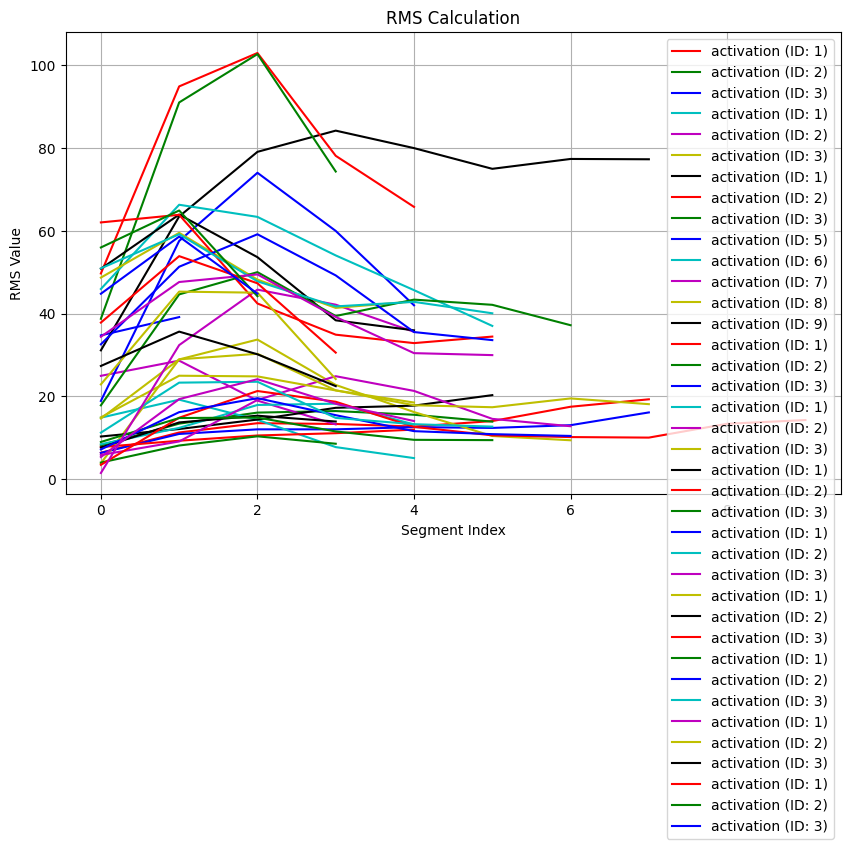 RMS Calculation
RMS Value
100
80
60
40
20
0
0
2
4
6
Segment Index
activation (ID: 1)
activation (ID: 2)
activation (ID: 3)
activation (ID: 1)
activation (ID: 2)
activation (ID: 3)
activation (ID: 1)
activation (ID: 2)
activation (ID: 3)
activation (ID: 5)
activation (ID: 6)
activation (ID: 7)
activation (ID: 8)
activation (ID: 9)
activation (ID: 1)
activation (ID: 2)
activation (ID: 3)
activation (ID: 1)
activation (ID: 2)
activation (ID: 3)
activation (ID: 1)
activation (ID: 2)
activation (ID: 3)
activation (ID: 1)
activation (ID: 2)
activation (ID: 3)
activation (ID: 1)
activation (ID: 2)
activation (ID: 3)
activation (ID: 1)
activation (ID: 2)
activation (ID: 3)
activation (ID: 1)
activation (ID: 2)
activation (ID: 3)
activation (ID: 1)
activation (ID: 2)
activation (ID: 3)